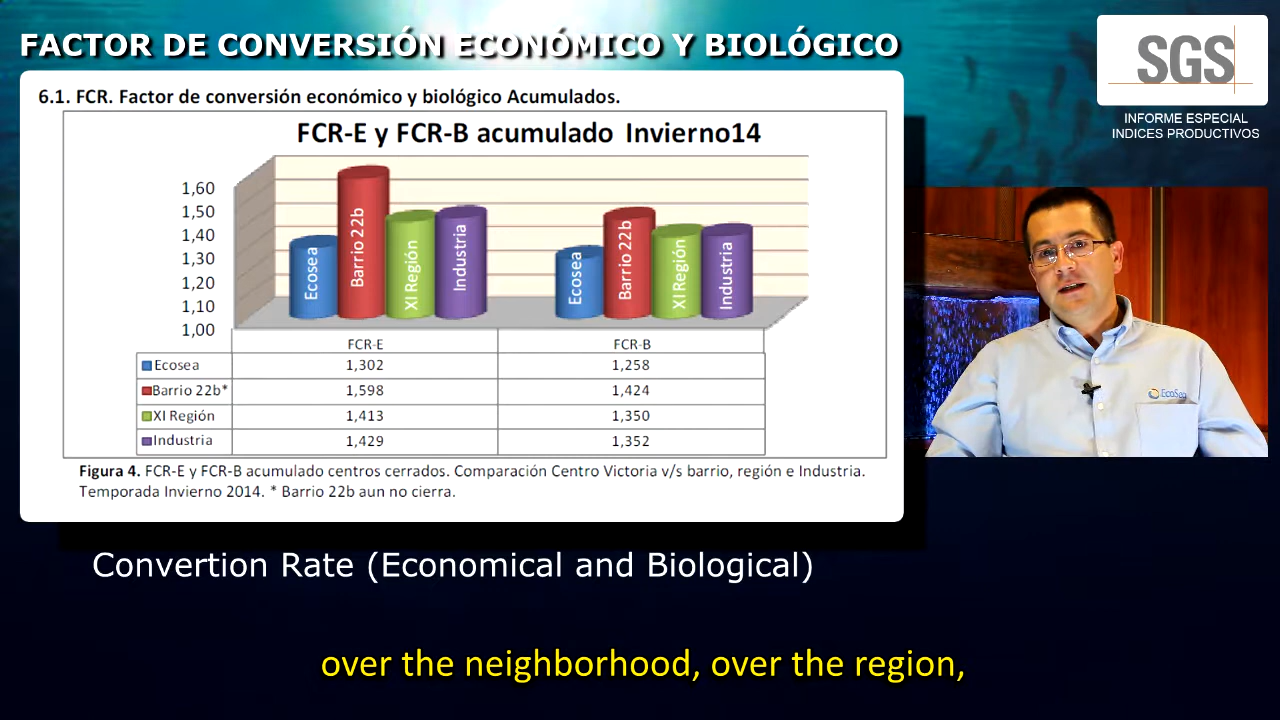 FACTOR DE CONVERSIÓN ECONÓMICO Y BIOLÓGICO
SGS
INFORME ESPECIAL
INDICES PRODUCTIVOS
6.1. FCR. Factor de conversión económico y biológico Acumulados.
FCR-E y FCR-B acumulado Invierno14
1,60
1,50
1,40
1,30
1,20
1,10
1,00
Ecosea
Barrio 22b
XI Región
Industria
Ecosea
Barrio 22b
XI Región
Industria
FCR-E FCR-B
Ecosea 1,302 1,258
Barrio 22b* 1,598 1,424
XI Región 1,413 1,350
Industria 1,429 1,352
Figura 4. FCR-E y FCR-B acumulado centros cerrados. Comparación Centro Victoria v/s barrio, región e Industria.
Temporada Invierno 2014. * Barrio 22b aun no cierra.
EcoSea
Convertion Rate (Economical and Biological)
over the neighborhood, over the region,